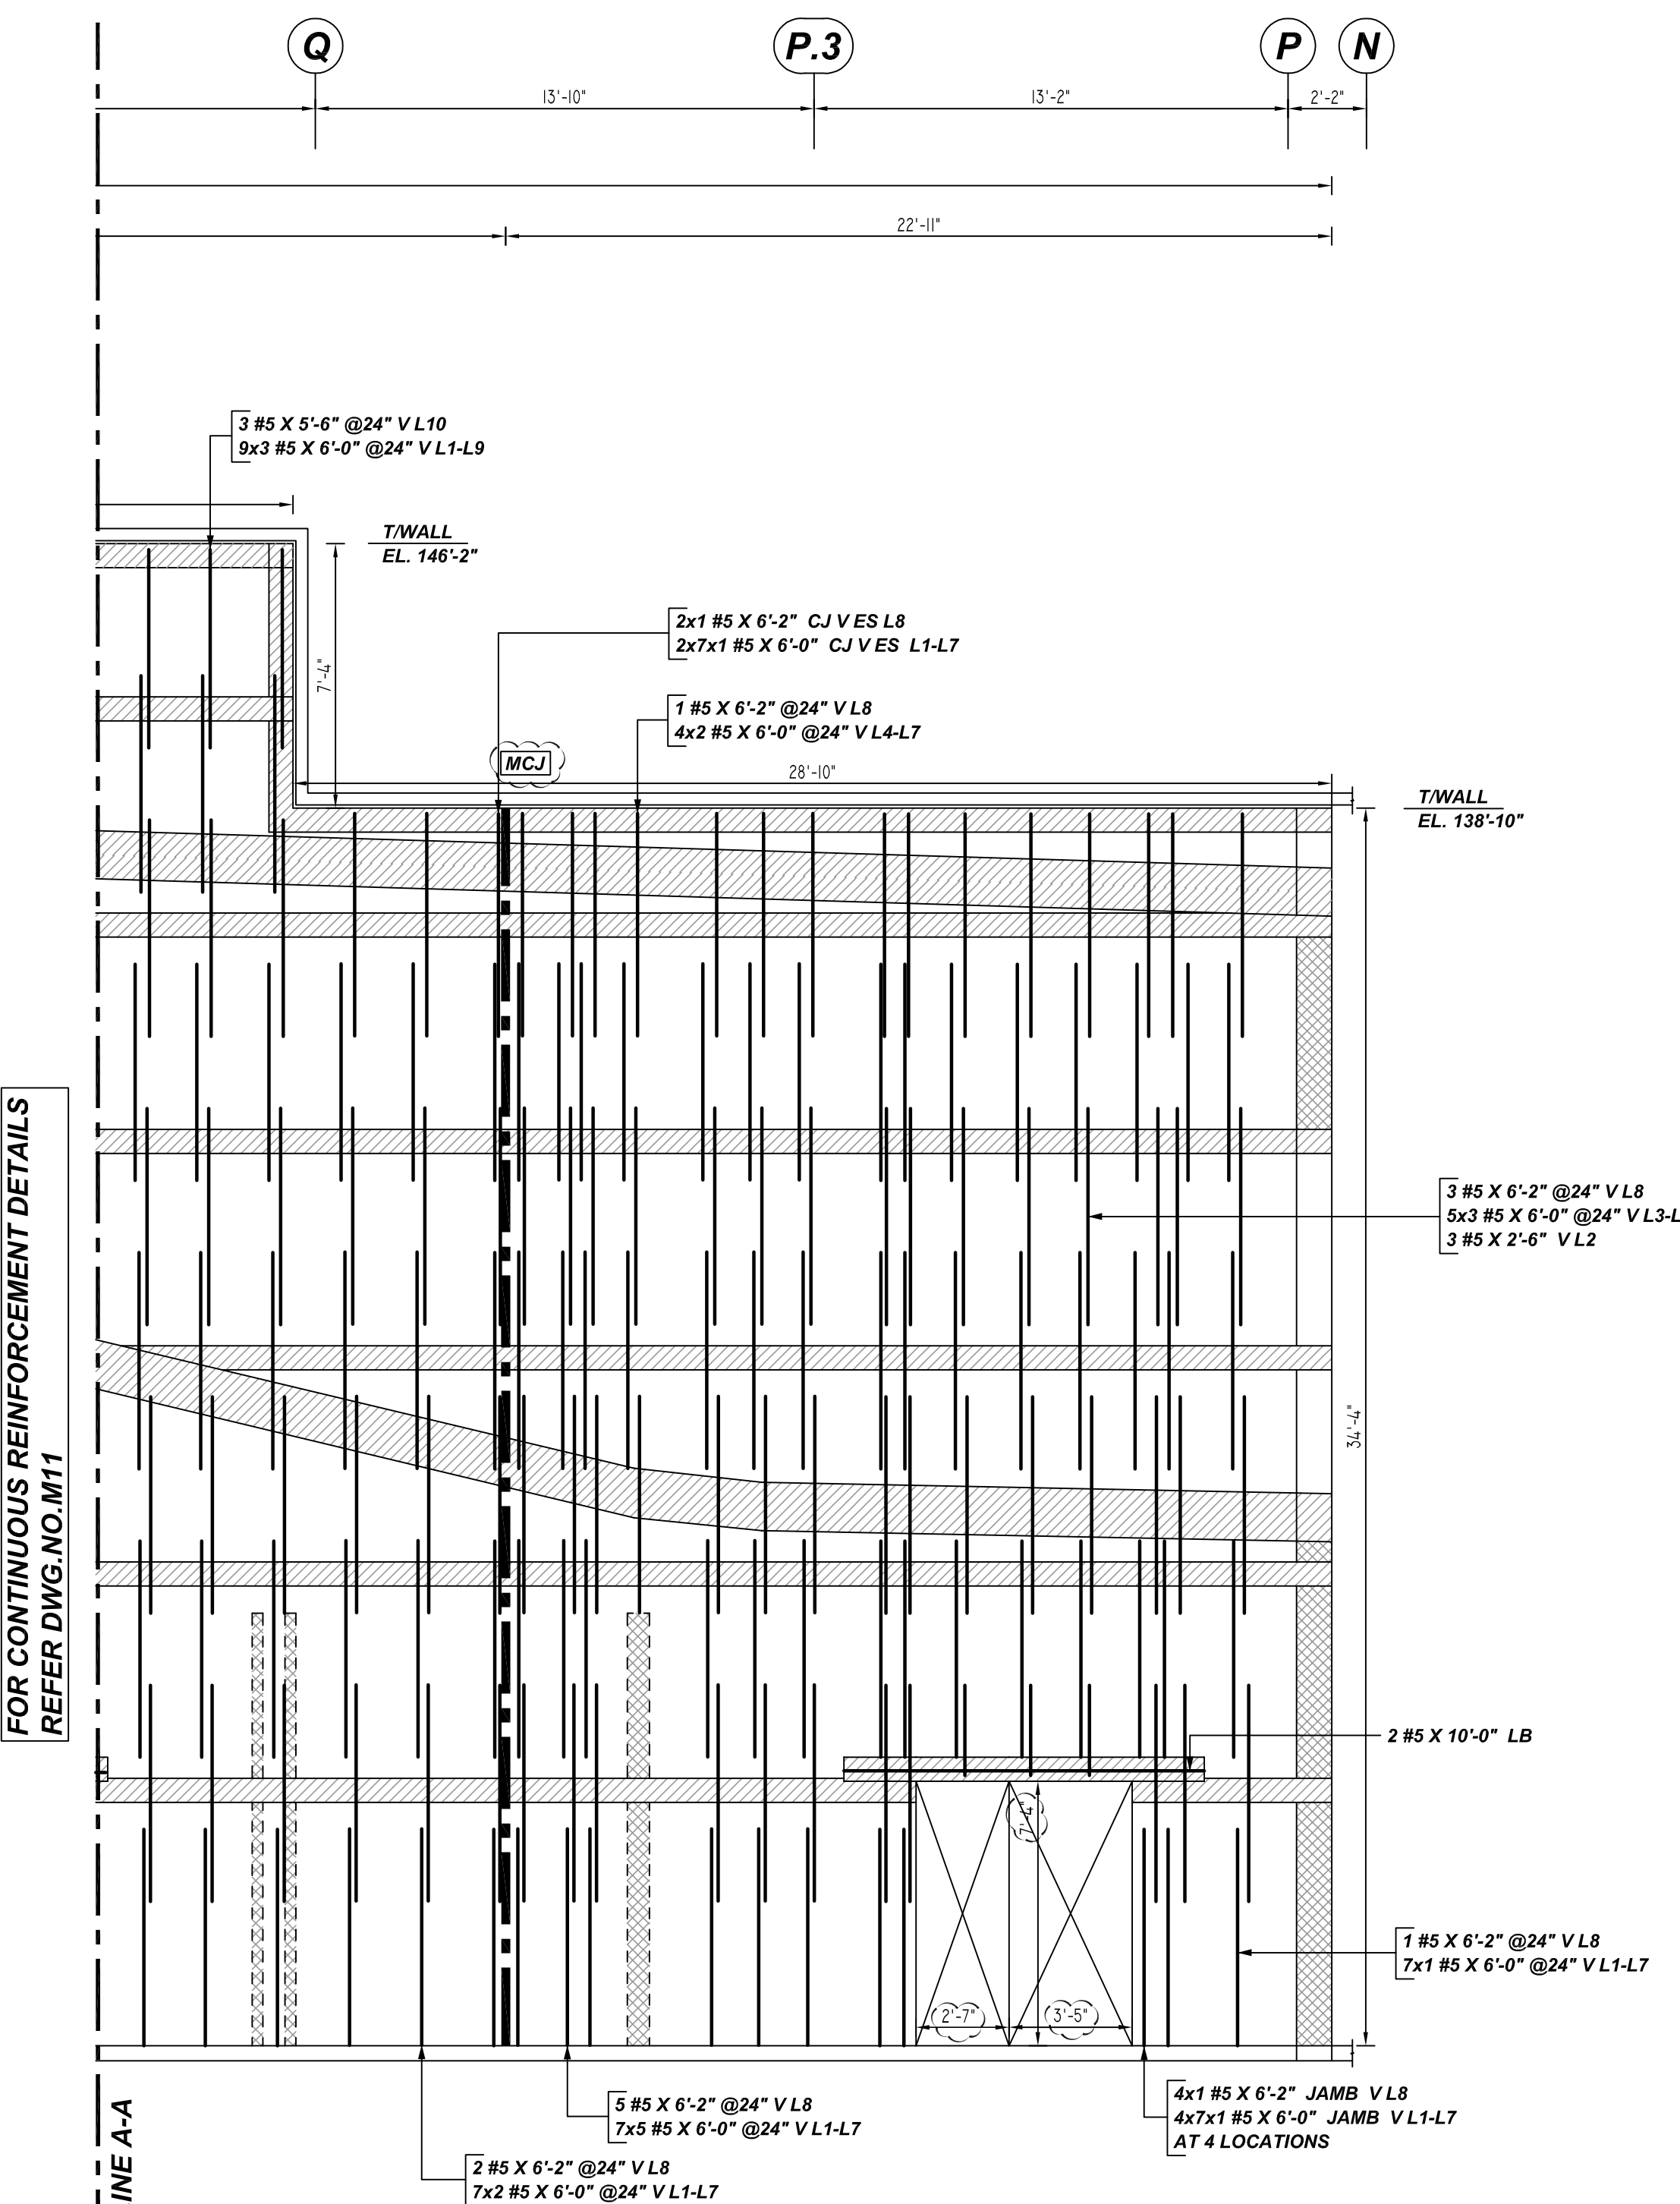 Q
P.3
P
N
13'-10"
13'-2"
2'-2"
22'-11"
3 #5 X 5'-6" @24" V L10
9x3 #5 X 6'-0" @24" V L1-L9
T/WALL
EL. 146'-2"
7'-4"
2x1 #5 X 6'-2" CJ V ES L8
2x7x1 #5 X 6'-0" CJ V ES L1-L7
1 #5 X 6'-2" @24" V L8
4x2 #5 X 6'-0" @24" V L4-L7
MCJ
28'-10"
T/WALL
EL. 138'-10"
FOR CONTINUOUS REINFORCEMENT DETAILS
REFER DWG.NO.M11
3 #5 X 6'-2" @24" V L8
5x3 #5 X 6'-0" @24" V L3-L
3 #5 X 2'-6" V L2
34'-4"
2 #5 X 10'-0" LB
7'-4"
1 #5 X 6'-2" @24" V L8
7x1 #5 X 6'-0" @24" V L1-L7
2'-7"
3'-5"
4x1 #5 X 6'-2" JAMB V L8
4x7x1 #5 X 6'-0" JAMB V L1-L7
AT 4 LOCATIONS
5 #5 X 6'-2" @24" V L8
7x5 #5 X 6'-0" @24" V L1-L7
INE A-A
2 #5 X 6'-2" @24" V L8
7x2 #5 X 6'-0" @24" V L1-L7